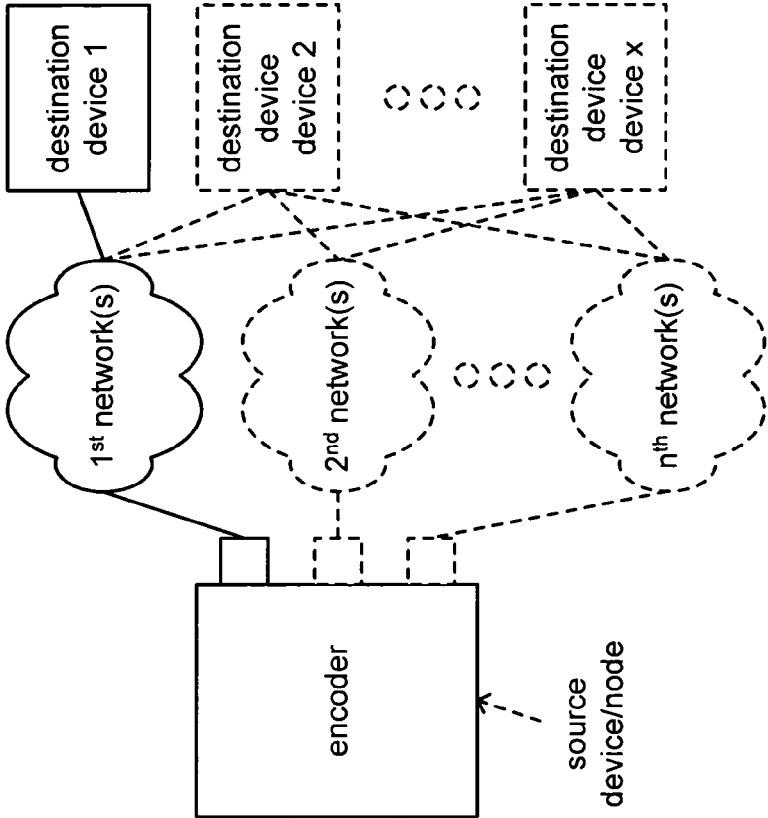 destination
device 1
destination
device
device 2
destination
device
device x
1st network(s)
2nd network(s)
nth network(s)
encoder
source
device/node